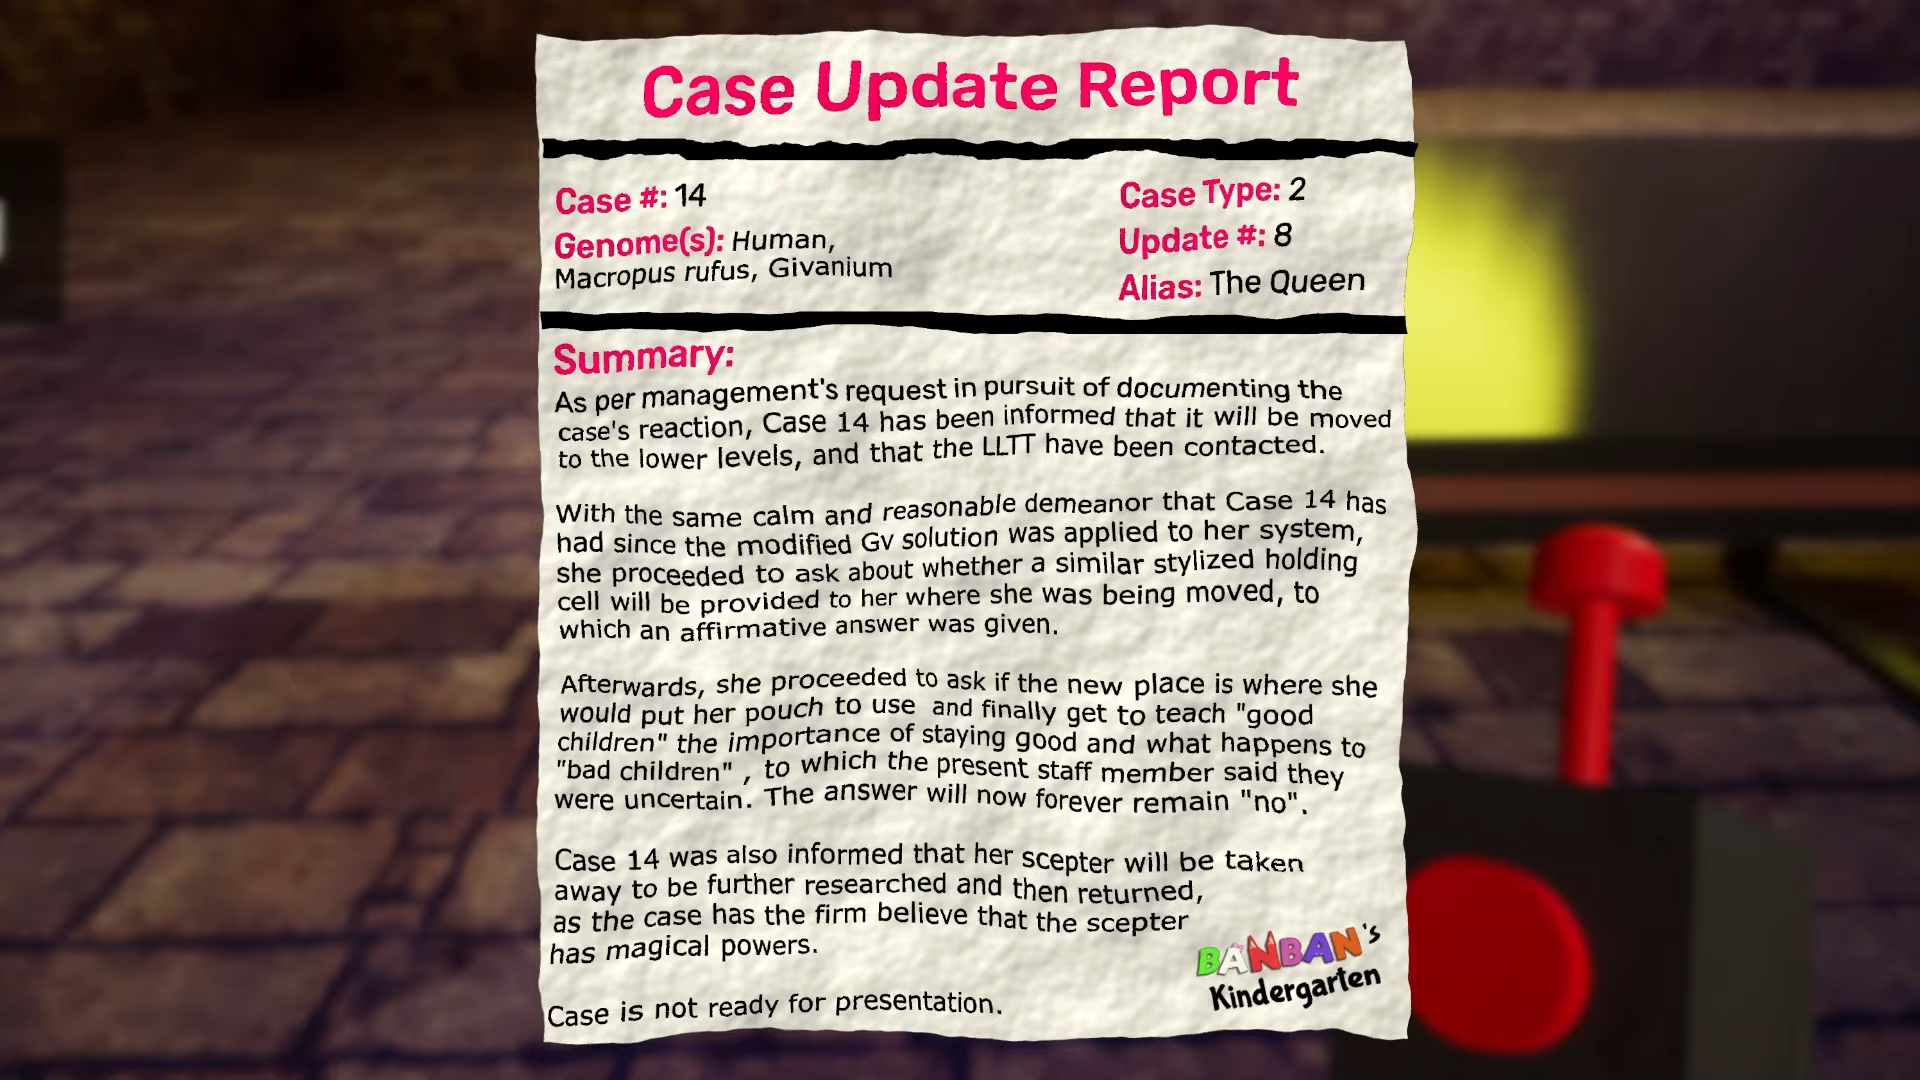 Case Update Report
Case #: 14
Case Type: 2
Genome(s): Human,
Macropus rufus, Givanium
Update #: 8
Alias: The Queen
Summary:
As per management's request in pursuit of documenting the
case's reaction, Case 14 has been informed that it will be moved
to the lower levels, and that the LLTT have been contacted.
With the same calm and reasonable demeanor that Case 14 has
had since the modified Gv solution was applied to her system,
she proceeded to ask about whether a similar stylized holding
cell will be provided to her where she was being moved, to
which an affirmative answer was given.
Afterwards, she proceeded to ask if the new place is where she
would put her pouch to use and finally get to teach "good
children" the importance of staying good and what happens to
"bad children" , to which the present staff member said they
were uncertain. The answer will now forever remain "no".
Case 14 was also informed that her scepter will be taken
away to be further researched and then returned,
as the case has the firm believe that the scepter
has magical powers.
BANBAN's
Kindergarten
Case is not ready for presentation.